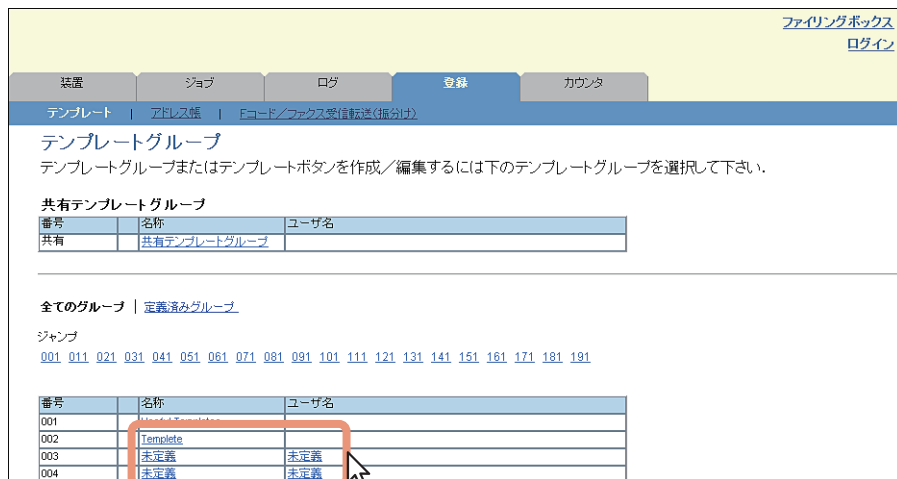 ファイリングボックス
ログイン
装置 ジョブ ログ 登録 カウンタ
テンプレート | アドレス帳 | Fコード／ファクス受信転送(振分け)
テンプレートグループ
テンプレートグループまたはテンプレートボタンを作成／編集するには下のテンプレートグループを選択して下さい.
共有テンプレートグループ
番号 名称 ユーザ名
共有 共有テンプレートグループ
全てのグループ | 定義済みグループ
ジャンプ
001 011 021 031 041 051 061 071 081 091 101 111 121 131 141 151 161 171 181 191
番号 名称 ユーザ名
001
002 Templete
003 未定義 未定義
004 未定義 未定義